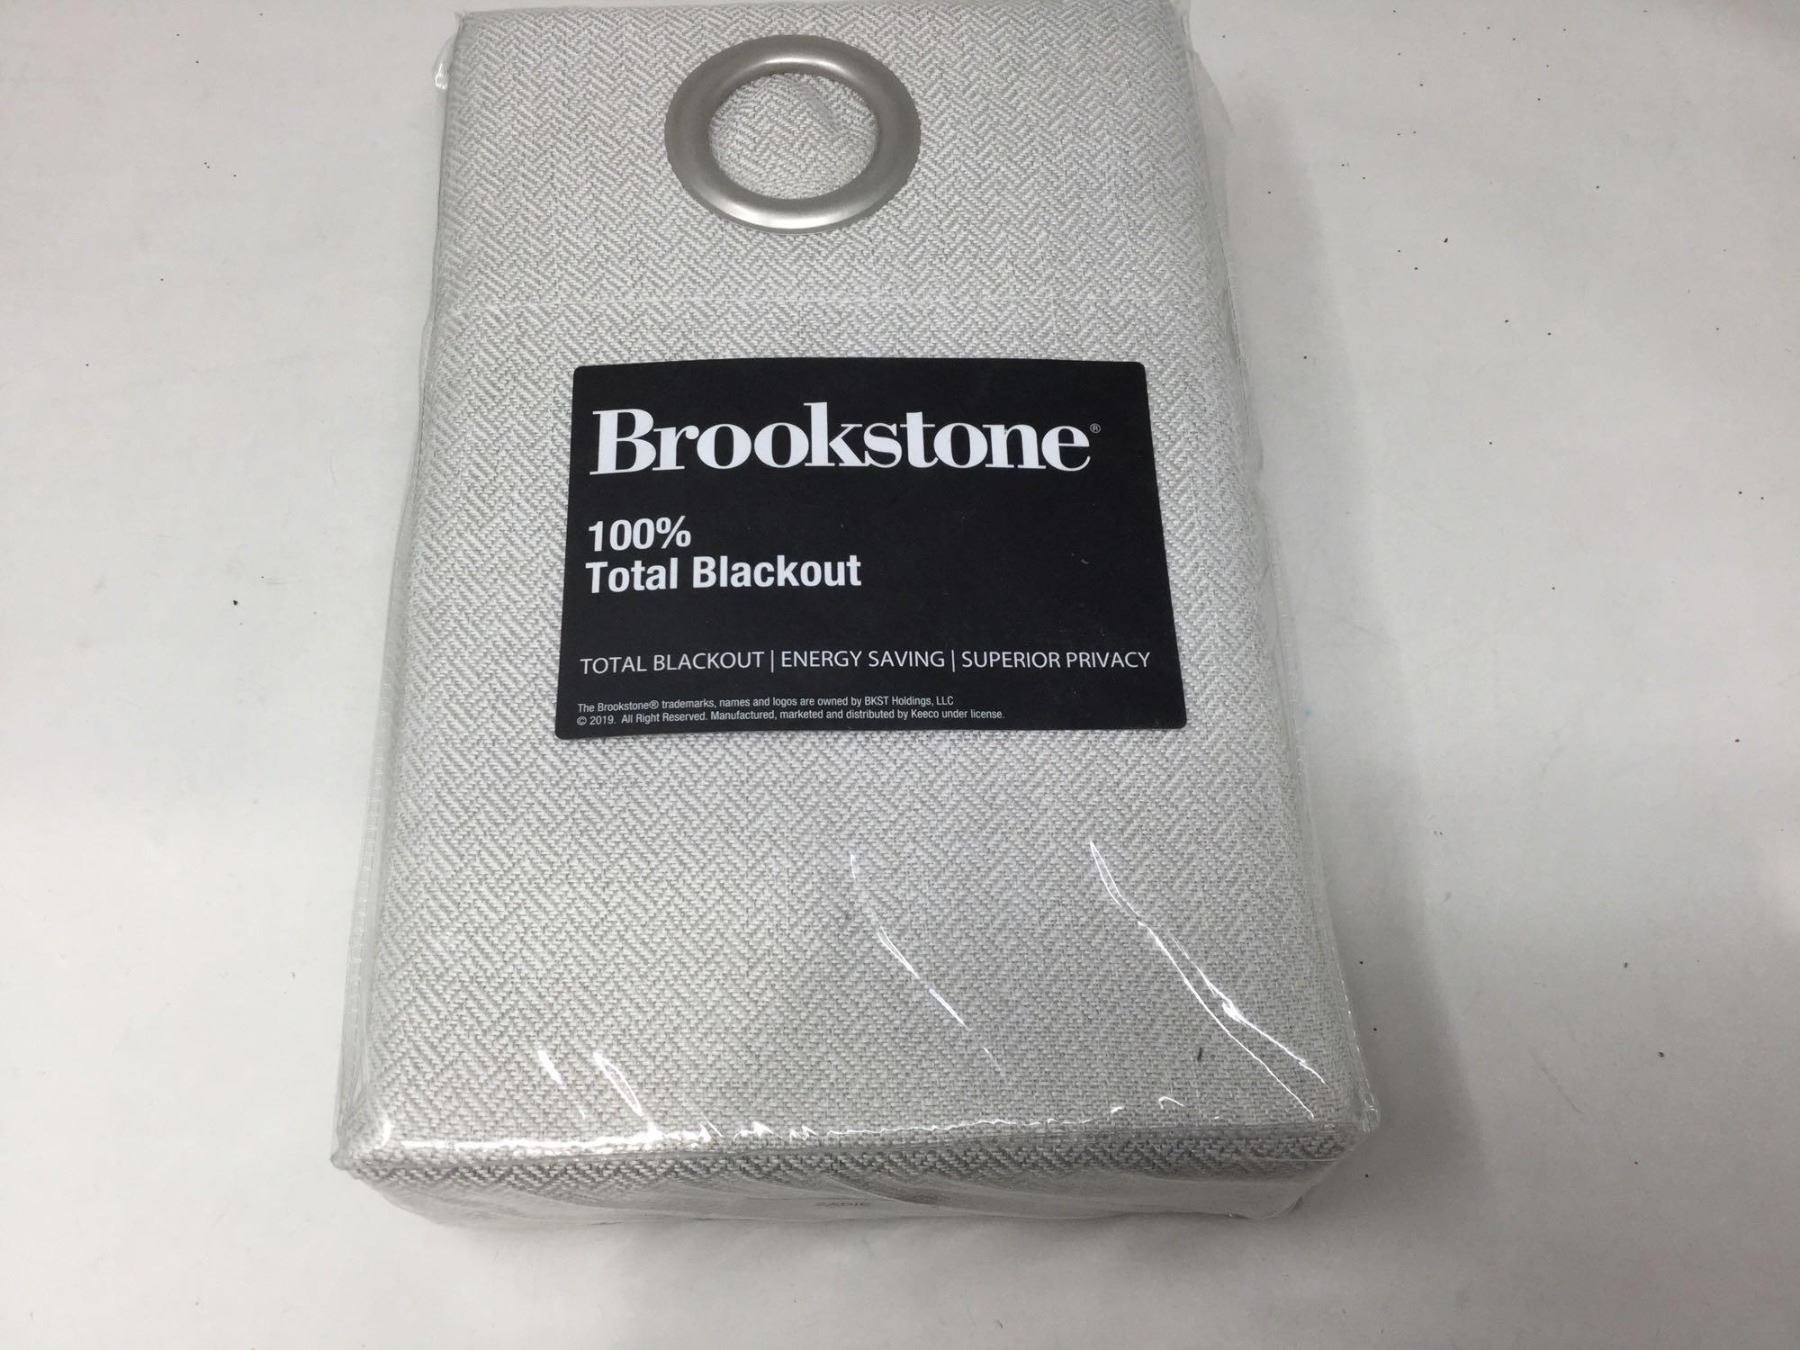 Brookstone®
100%
Total Blackout
TOTAL BLACKOUT | ENERGY SAVING | SUPERIOR PRIVACY
The Brookstone® trademarks, names and logos are owned by BKST Holdings, LLC
© 2019. All Right Reserved. Manufactured, marketed and distributed by Keeco under license.